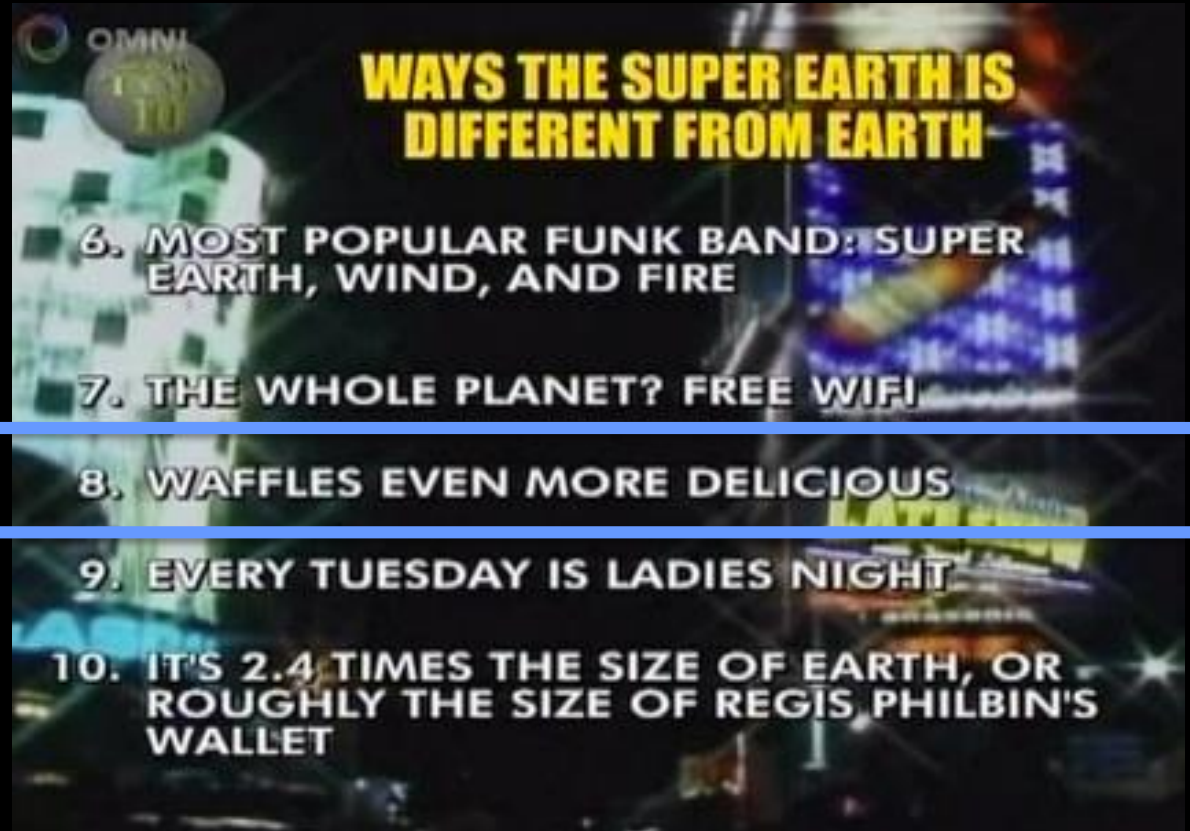 OMNI
TOP
10
WAYS THE SUPER EARTH IS
DIFFERENT FROM EARTH
6. MOST POPULAR FUNK BAND: SUPER
EARTH, WIND, AND FIRE
7. THE WHOLE PLANET? FREE WIFI
8. WAFFLES EVEN MORE DELICIOUS
9. EVERY TUESDAY IS LADIES NIGHT
10. IT'S 2.4 TIMES THE SIZE OF EARTH, OR
ROUGHLY THE SIZE OF REGIS PHILBIN'S
WALLET